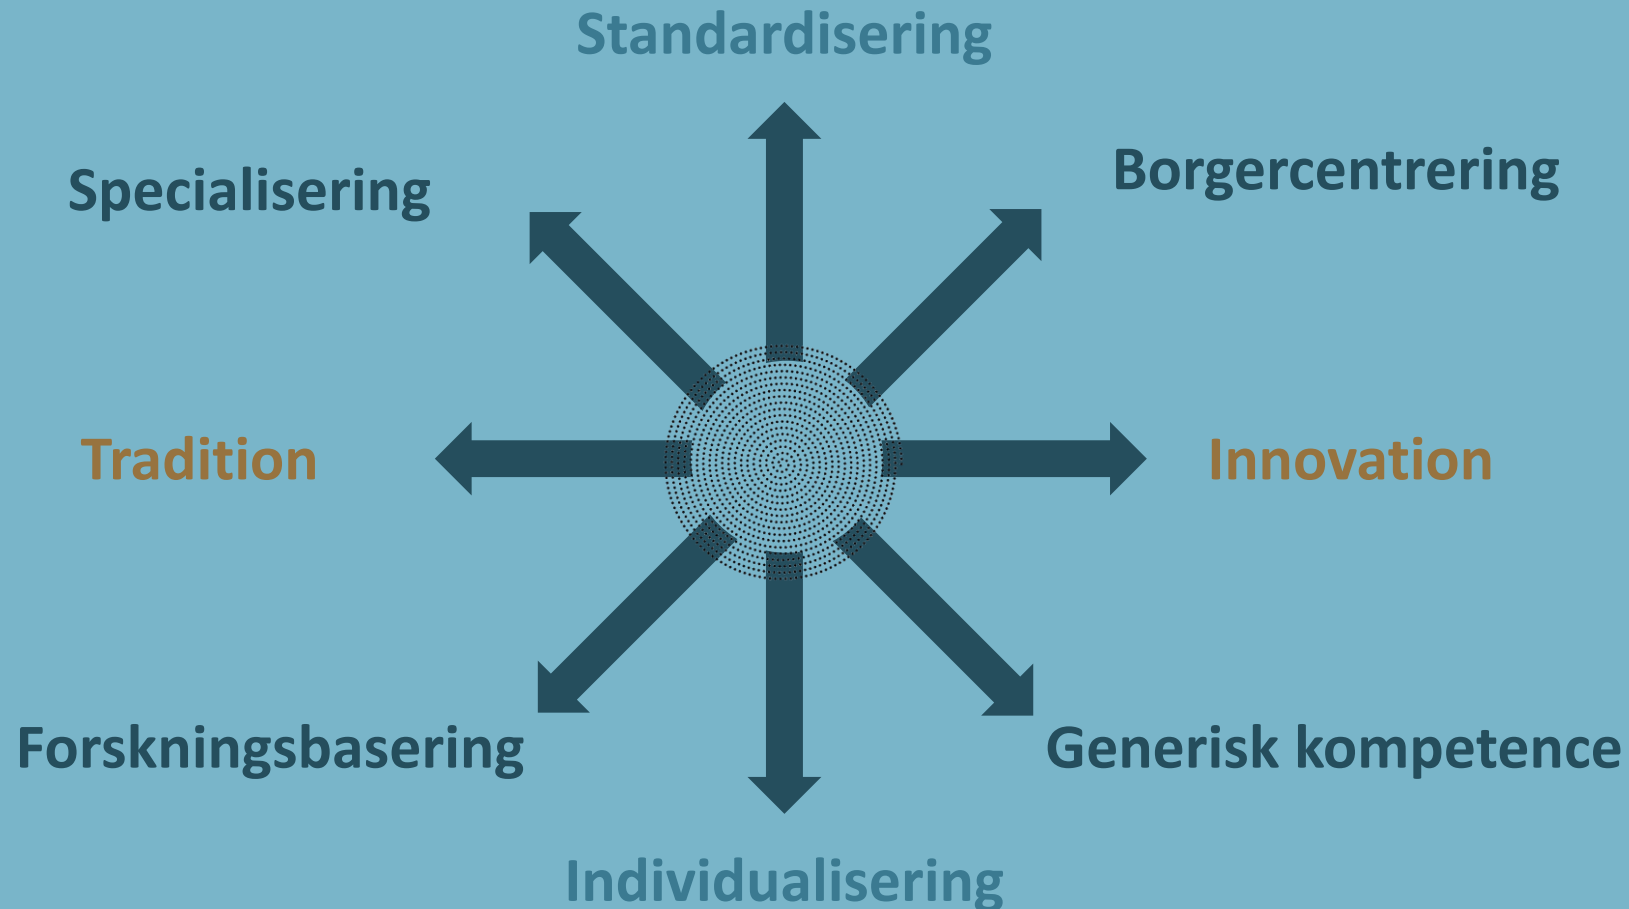 Standardisering
Borgercentrering
Specialisering
Tradition
Innovation
Forskningsbasering
Generisk kompetence
Individualisering